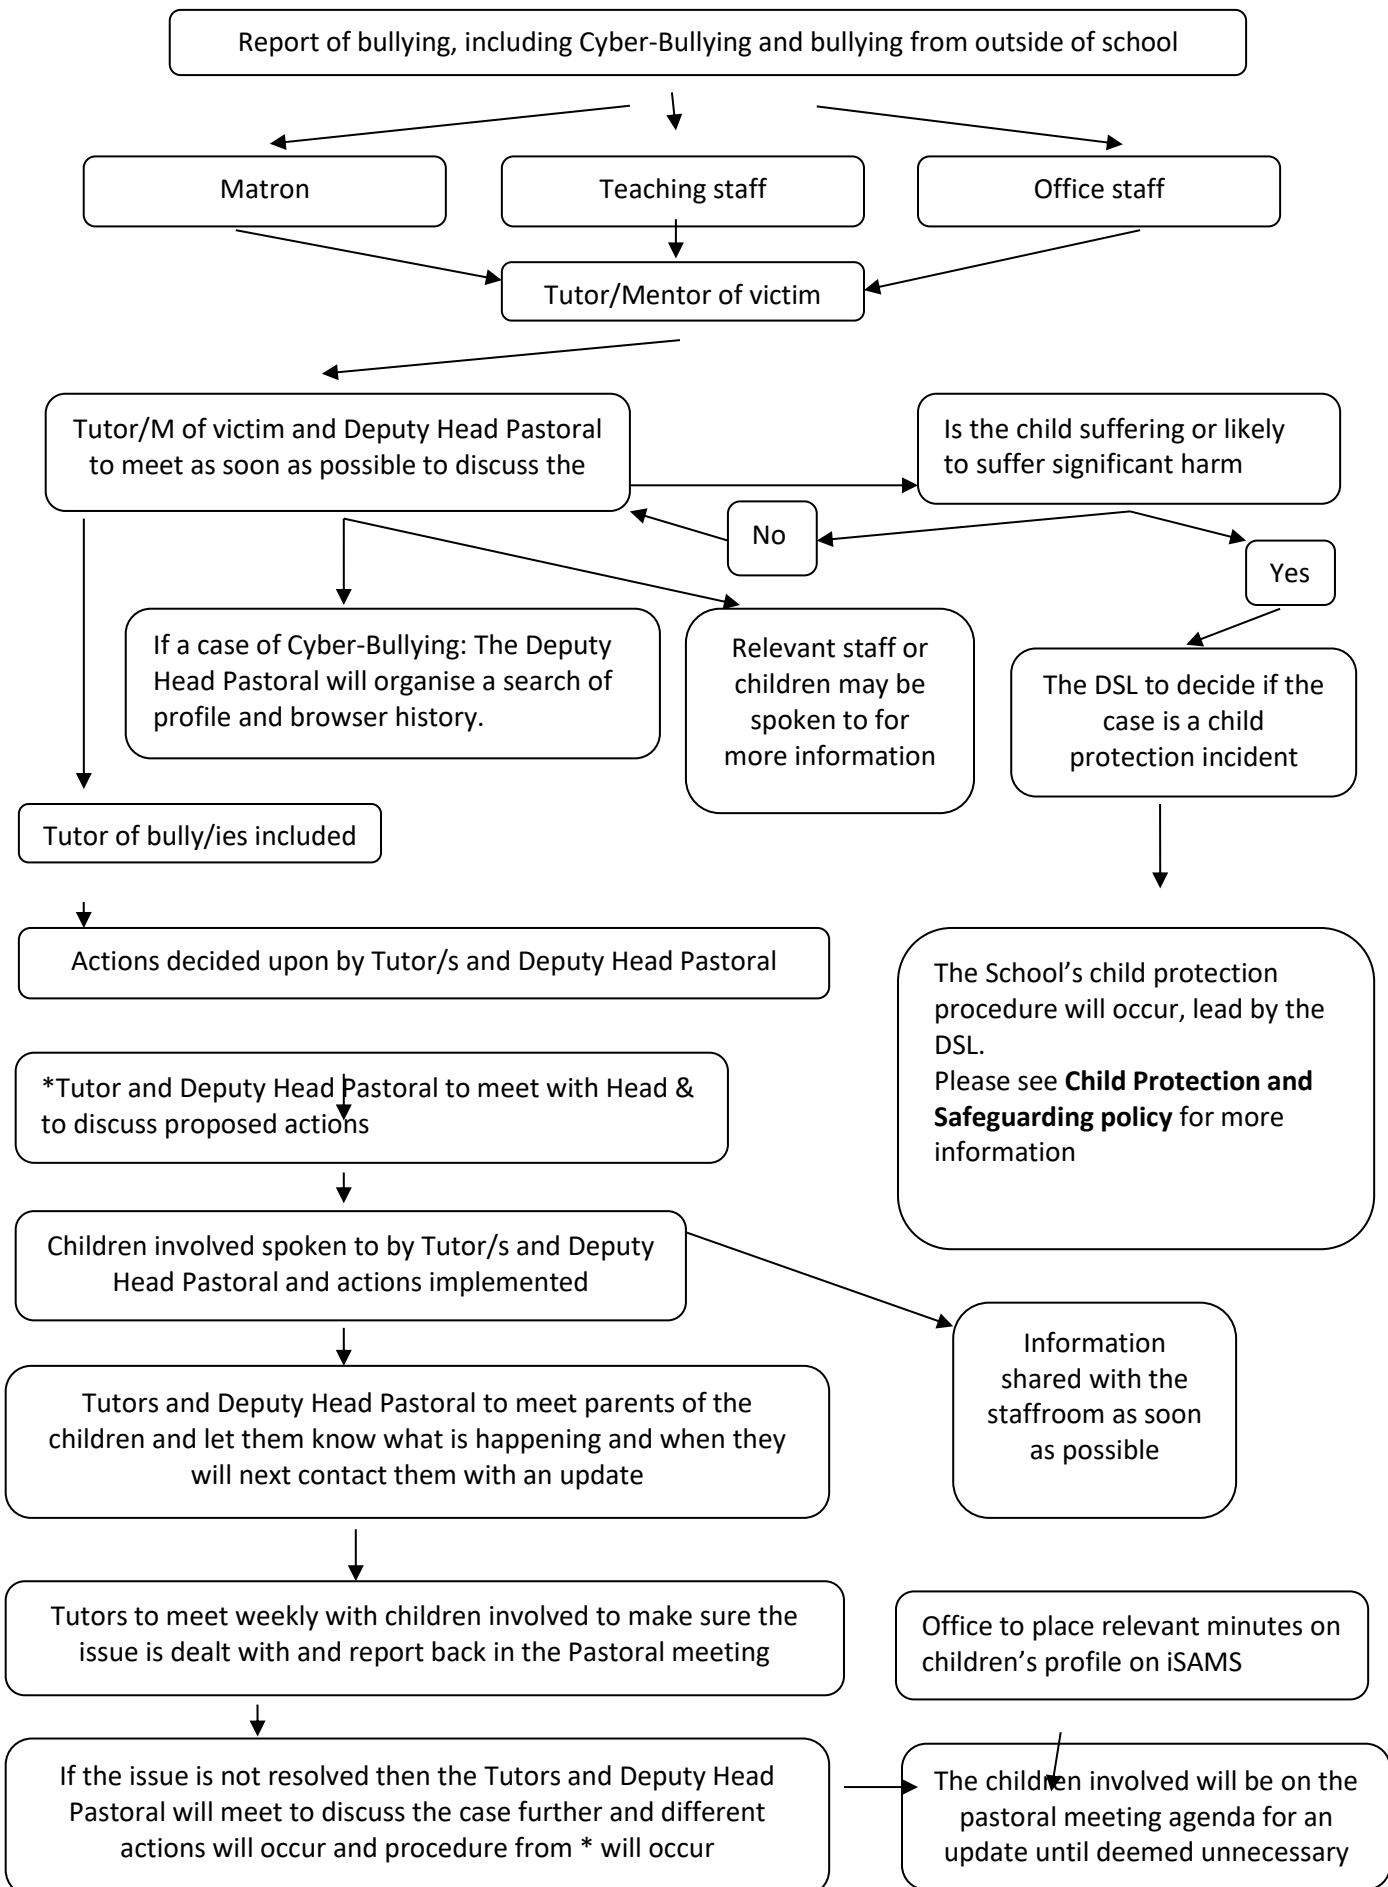 Report of bullying, including Cyber-Bullying and bullying from outside of school
Matron
Teaching staff
Office staff
Tutor/Mentor of victim
Tutor/M of victim and Deputy Head Pastoral
to meet as soon as possible to discuss the
Is the child suffering or likely
to suffer significant harm
No
Yes
If a case of Cyber-Bullying: The Deputy
Head Pastoral will organise a search of
profile and browser history.
Relevant staff or
children may be
spoken to for
more information
The DSL to decide if the
case is a child
protection incident
Tutor of bully/ies included
Actions decided upon by Tutor/s and Deputy Head Pastoral
The School’s child protection
procedure will occur, lead by the
DSL.
Please see Child Protection and
Safeguarding policy for more
information
*Tutor and Deputy Head Pastoral to meet with Head &
to discuss proposed actions
Children involved spoken to by Tutor/s and Deputy
Head Pastoral and actions implemented
Information
shared with the
staffroom as soon
as possible
Tutors and Deputy Head Pastoral to meet parents of the
children and let them know what is happening and when they
will next contact them with an update
Tutors to meet weekly with children involved to make sure the
issue is dealt with and report back in the Pastoral meeting
Office to place relevant minutes on
children’s profile on iSAMS
If the issue is not resolved then the Tutors and Deputy Head
Pastoral will meet to discuss the case further and different
actions will occur and procedure from * will occur
The children involved will be on the
pastoral meeting agenda for an
update until deemed unnecessary